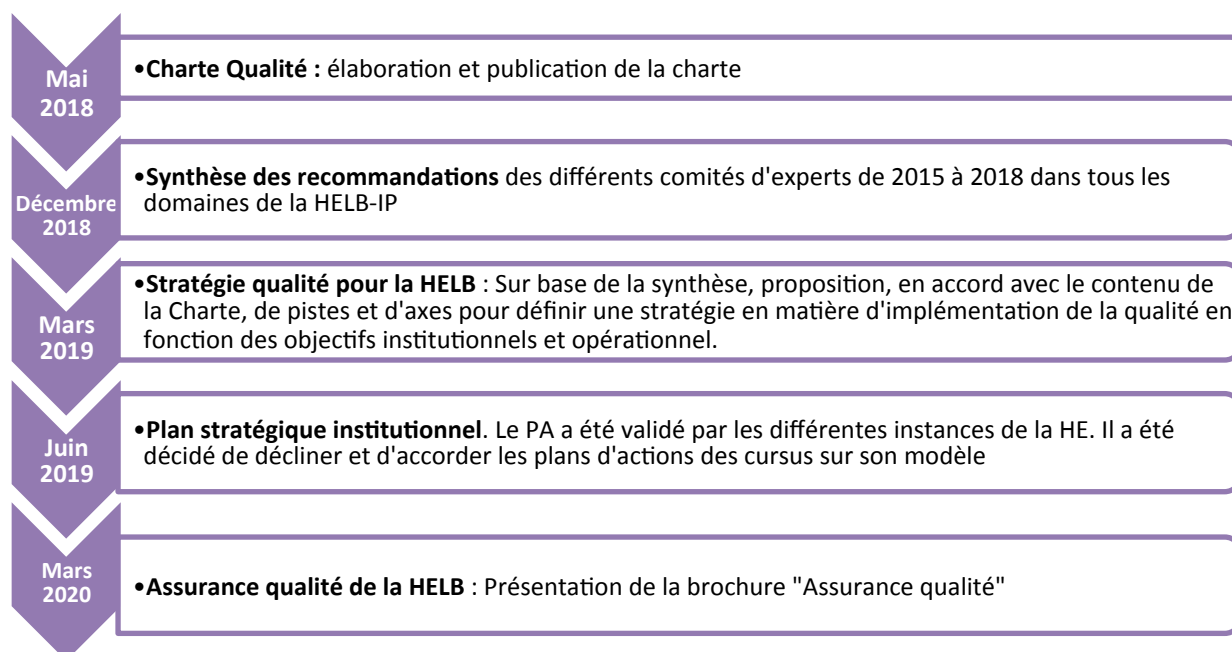 Mai
2018
•Charte Qualité : élaboration et publication de la charte
Décembre
2018
•Synthèse des recommandations des différents comités d'experts de 2015 à 2018 dans tous les
domaines de la HELB-IP
Mars
2019
•Stratégie qualité pour la HELB : Sur base de la synthèse, proposition, en accord avec le contenu de
la Charte, de pistes et d'axes pour définir une stratégie en matière d'implémentation de la qualité en
fonction des objectifs institutionnels et opérationnel.
Juin
2019
•Plan stratégique institutionnel. Le PA a été validé par les différentes instances de la HE. Il a été
décidé de décliner et d'accorder les plans d'actions des cursus sur son modèle
Mars
2020
•Assurance qualité de la HELB : Présentation de la brochure "Assurance qualité"